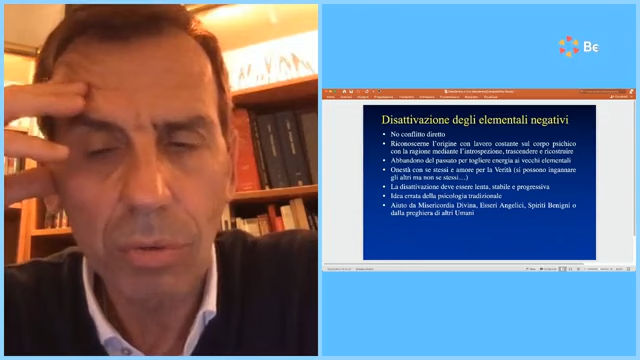 Bє
Disattivazione degli elementali negativi
• No conflitto diretto
• Riconoscerne l'origine con lavoro costante sul corpo psichico
con la ragione mediante l'introspezione, trascendere e ricostruire
• Abbandono del passato per togliere energia ai vecchi elementali
• Onestà con se stessi e amore per la Verità (si possono ingannare
gli altri ma non se stessi…)
• La disattivazione deve essere lenta, stabile e progressiva
• Idea errata della psicologia tradizionale
• Aiuto da Misericordia Divina, Esseri Angelici, Spiriti Benigni o
dalla preghiera di altri Umani